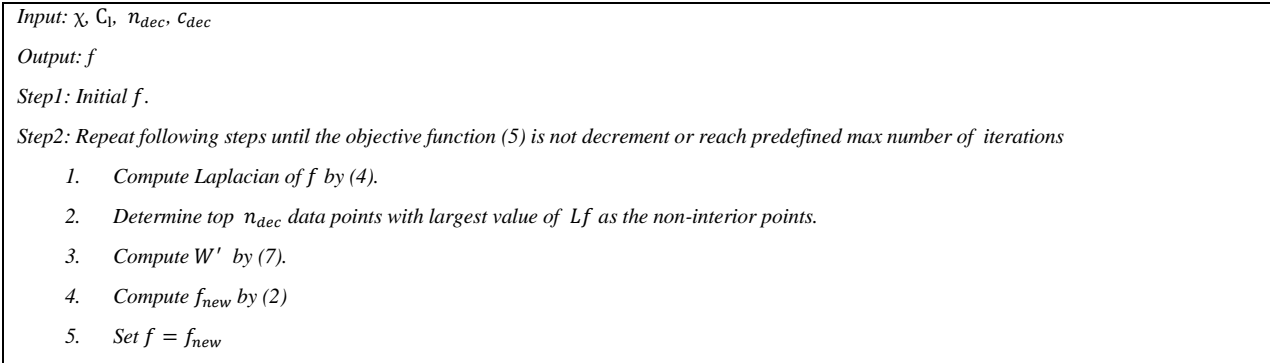 Input: χ, C_l, n_dec, c_dec
Output: f
Step1: Initial f.
Step2: Repeat following steps until the objective function (5) is not decrement or reach predefined max number of iterations
1. Compute Laplacian of f by (4).
2. Determine top n_dec data points with largest value of Lf as the non-interior points.
3. Compute W′ by (7).
4. Compute f_new by (2)
5. Set f = f_new